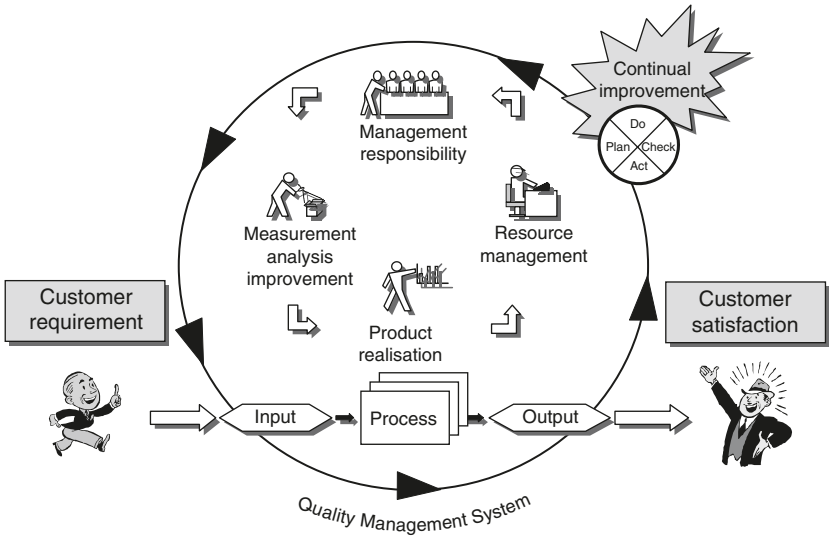 Continual
improvement
Do
Plan
Check
Act
Management
responsibility
Measurement
analysis
improvement
Resource
management
Product
realisation
Customer
requirement
Customer
satisfaction
Input
Process
Output
Quality Management System